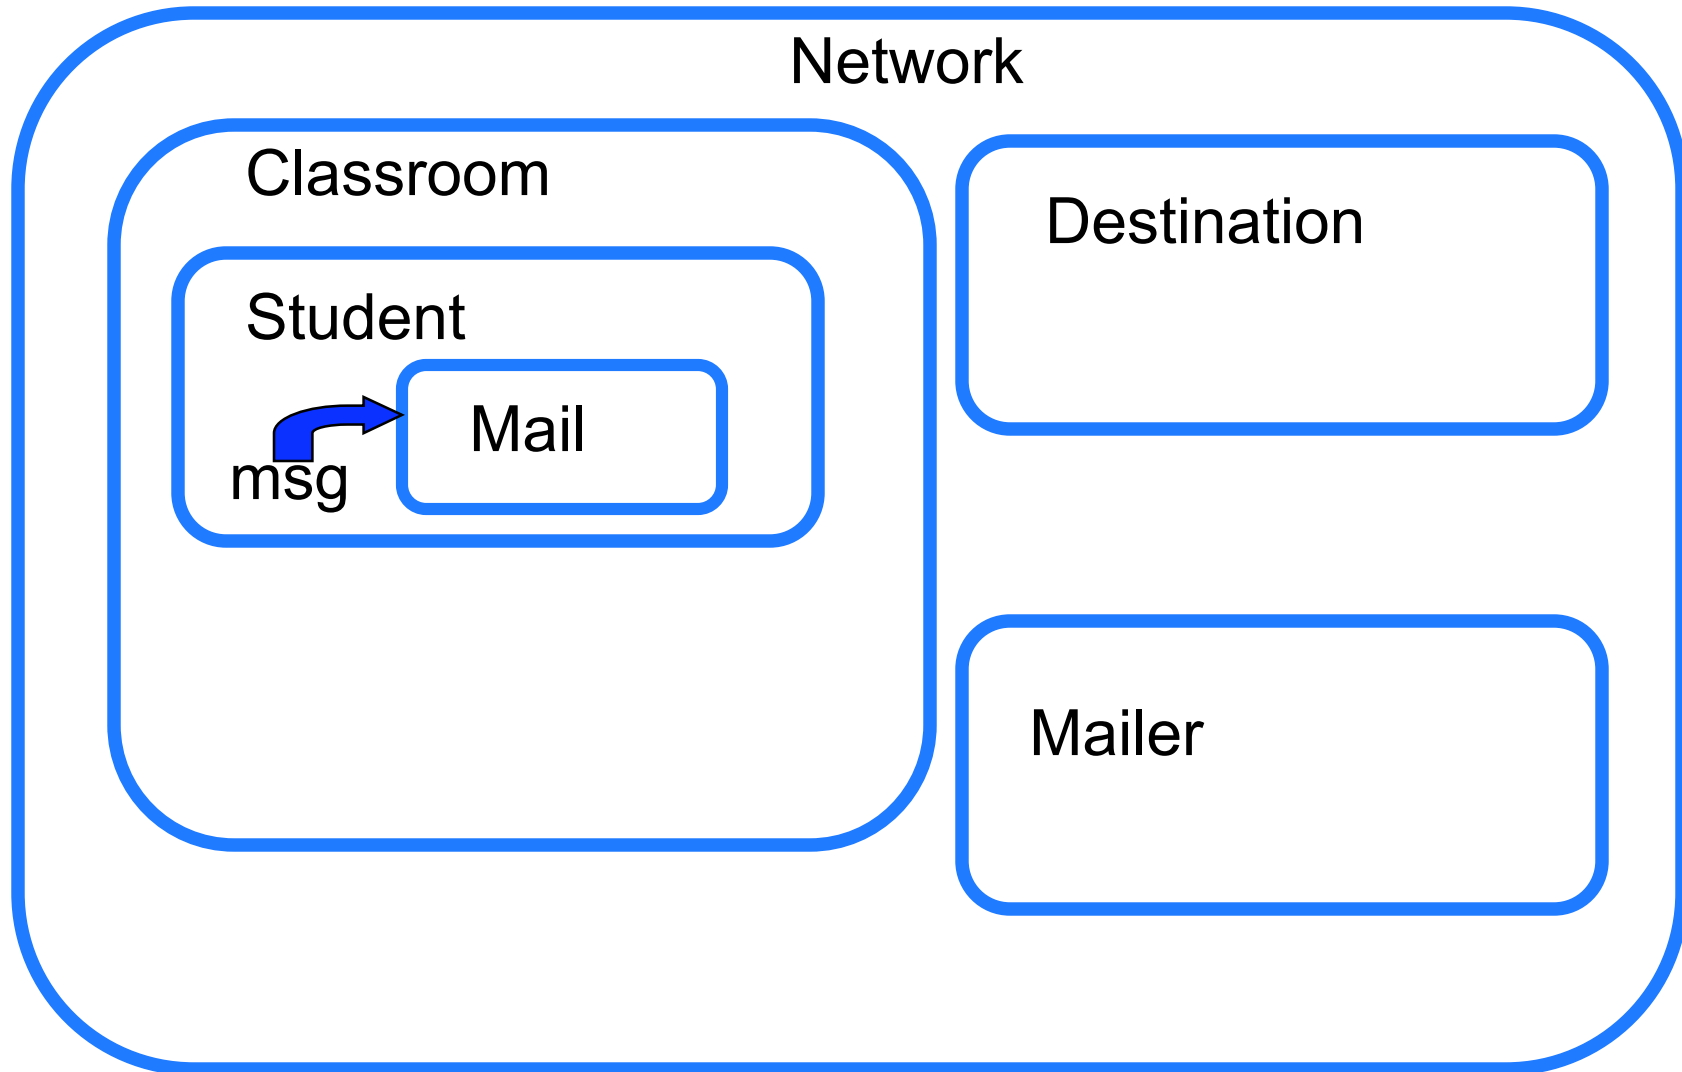 Network
Classroom
Destination
Student
Mail
msg
Mailer